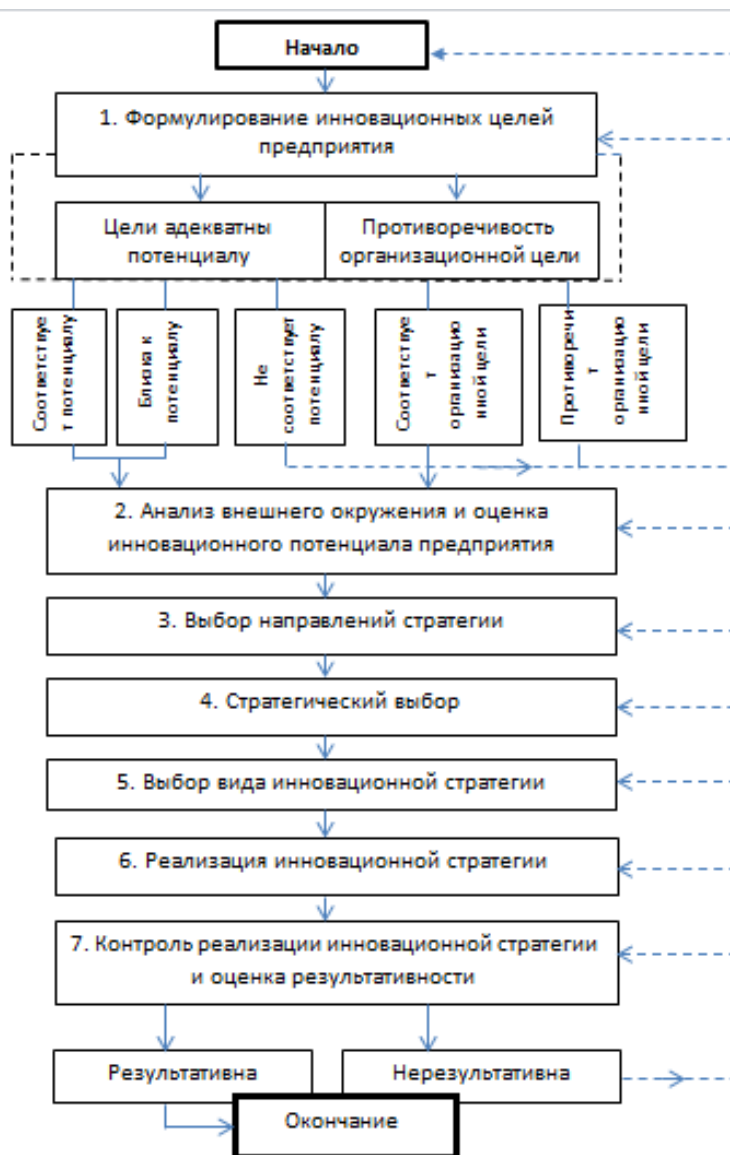 Начало
1. Формулирование инновационных целей
предприятия
Цели адекватны
потенциалу
Противоречивость
организационной цели
Соответствуе
т потенциалу
Близка к
потенциалу
Не
соответствует
потенциалу
Соответствуе
т
организацио
нной цели
Противоречи
т
организацио
нной цели
2. Анализ внешнего окружения и оценка
инновационного потенциала предприятия
3. Выбор направлений стратегии
4. Стратегический выбор
5. Выбор вида инновационной стратегии
6. Реализация инновационной стратегии
7. Контроль реализации инновационной стратегии
и оценка результативности
Результативна
Нерезультативна
Окончание